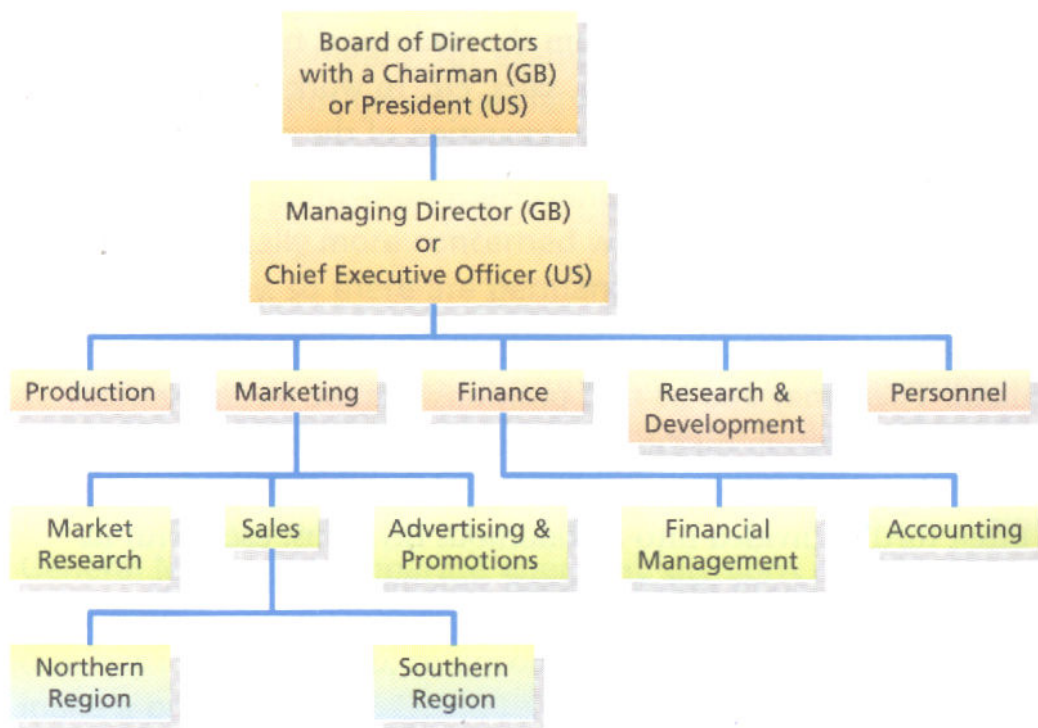 Board of Directors
with a Chairman (GB)
or President (US)
Managing Director (GB)
or
Chief Executive Officer (US)
Production
Marketing
Finance
Research &
Development
Personnel
Market
Research
Sales
Advertising &
Promotions
Financial
Management
Accounting
Northern
Region
Southern
Region